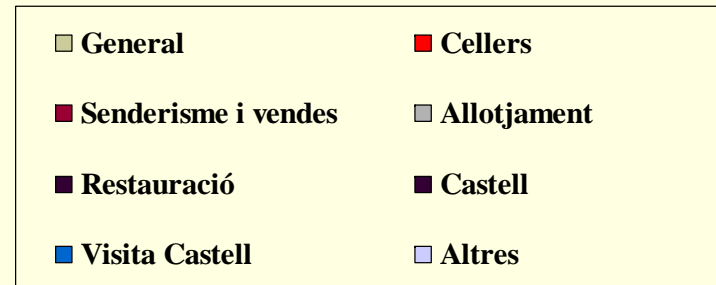 General Cellers
Senderisme i vendes Allotjament
Restauració Castell
Visita Castell Altres